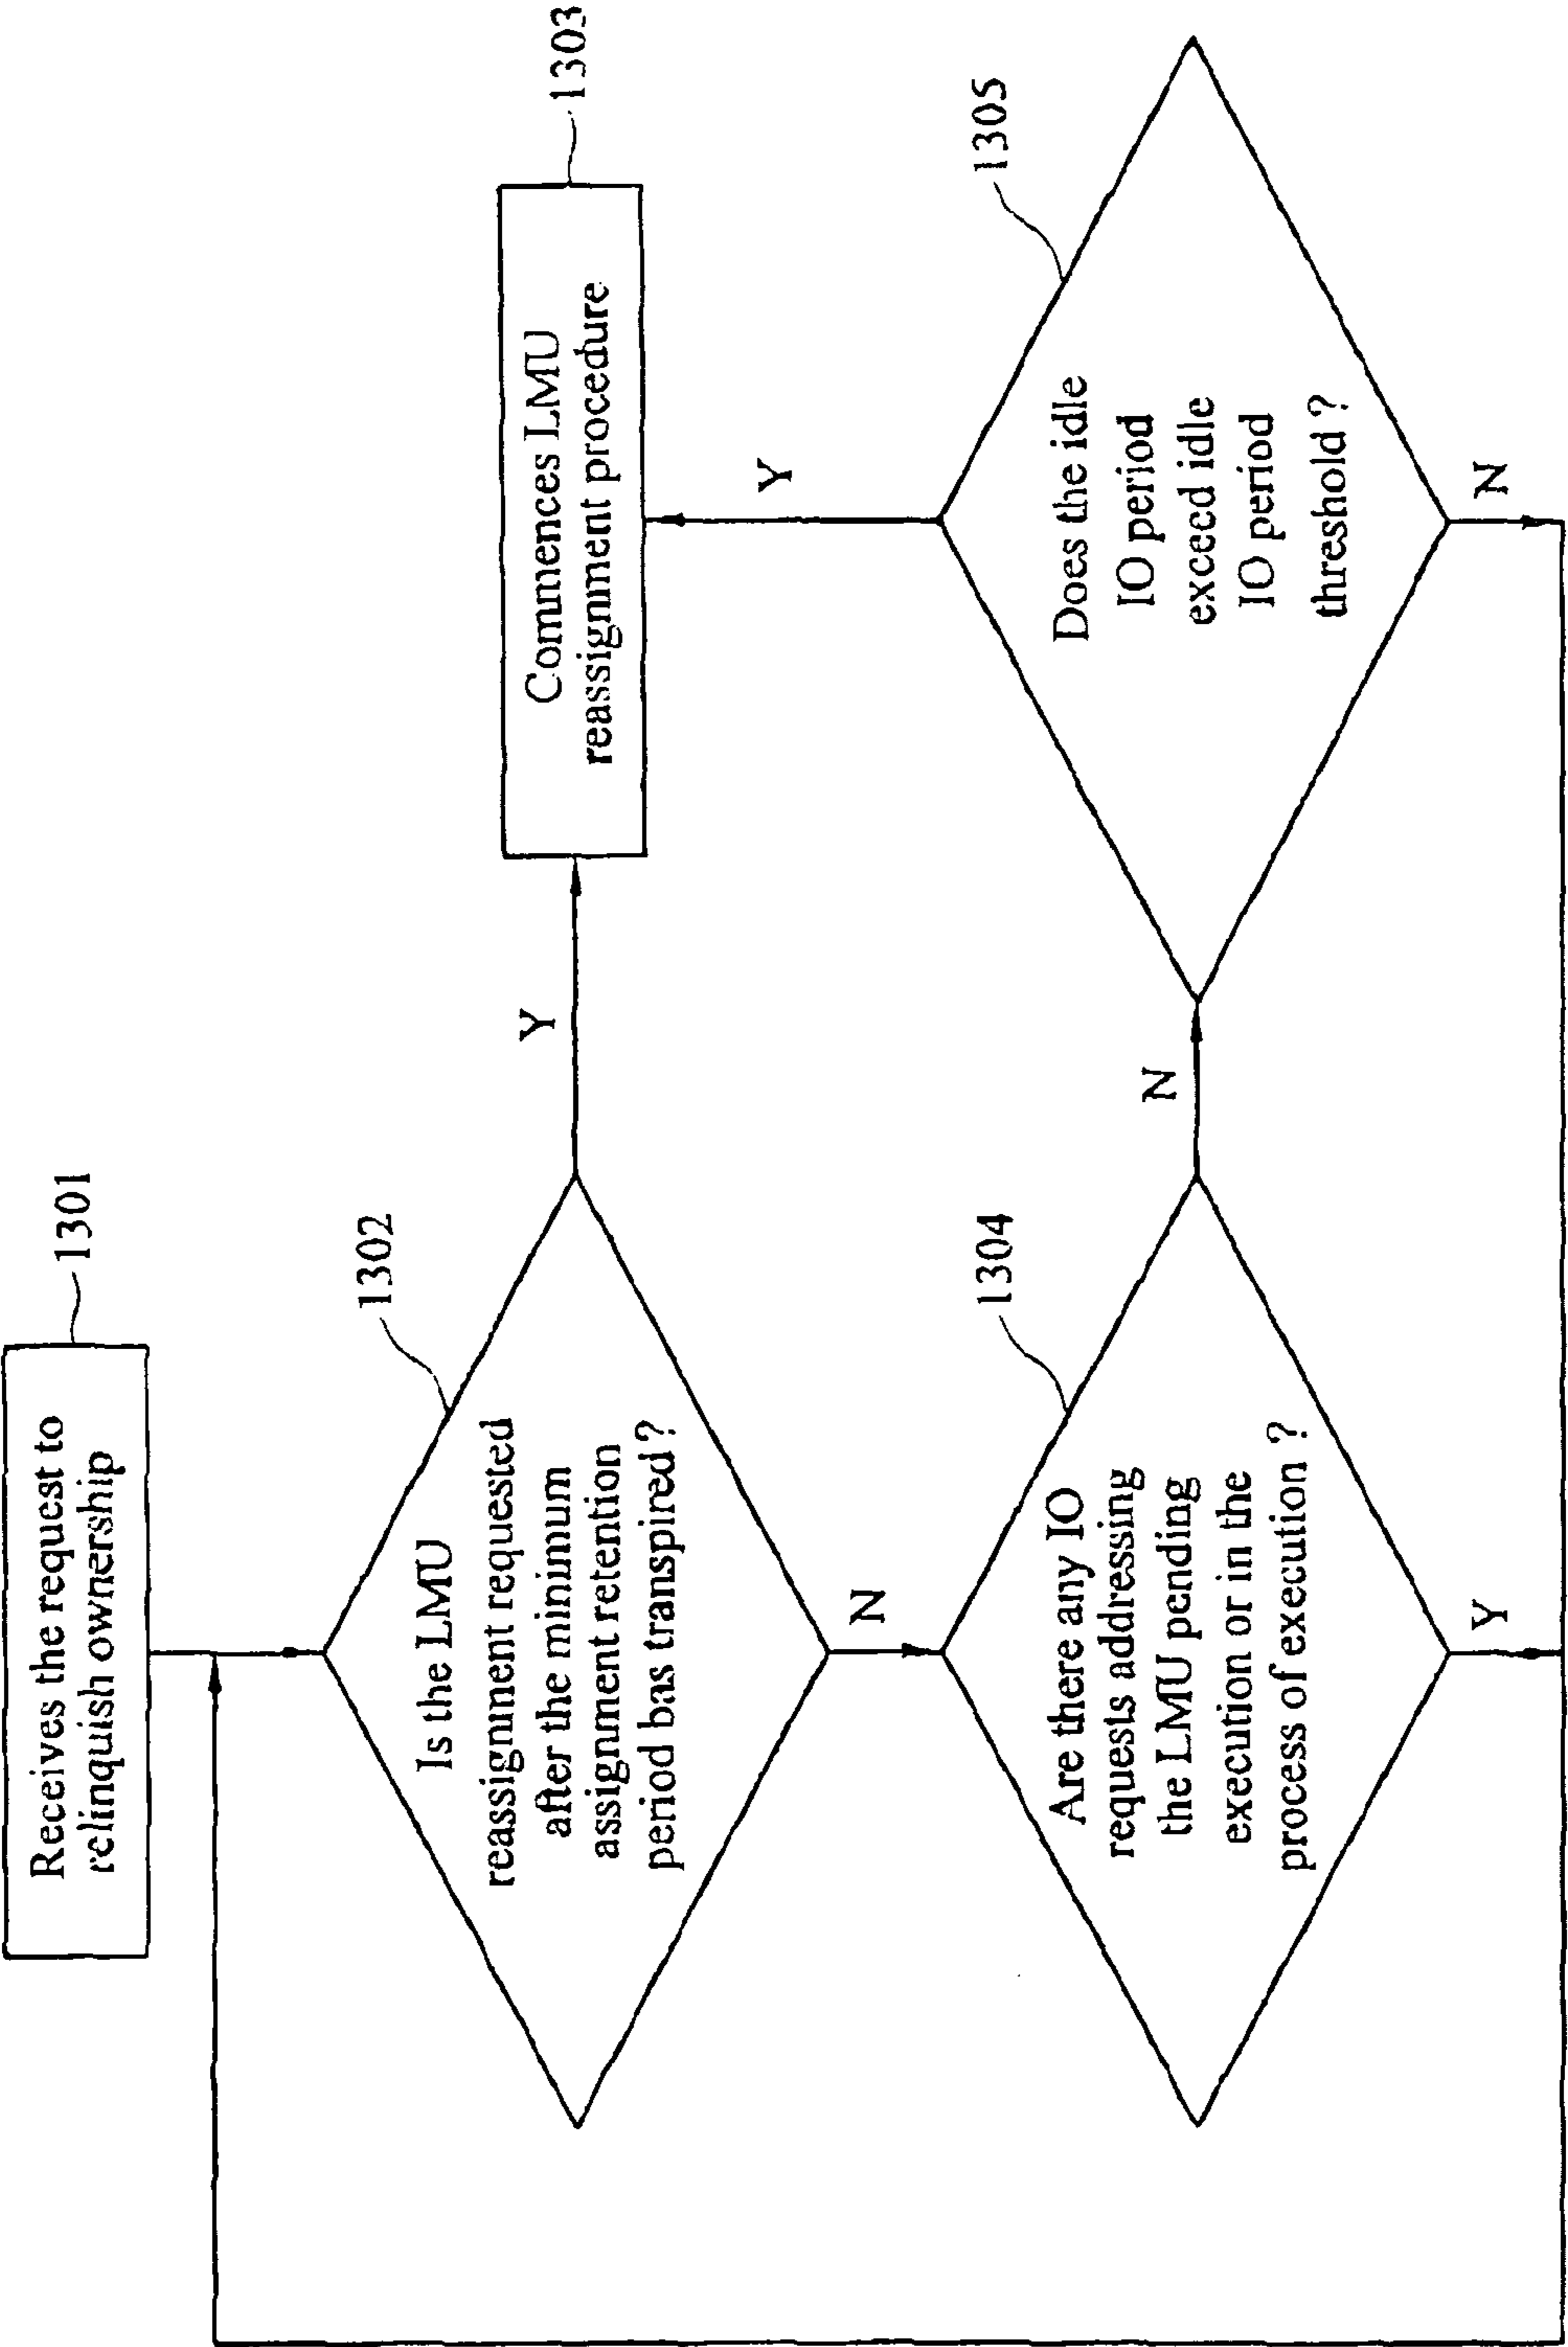 Receives the request to
relinquish ownership
1301
Is the LMU
reassignment requested
after the minimum
assignment retention
period bas transpired?
1302
Y
Commences LMU
reassignment procedure
1303
N
Are there any IO
requests addressing
the LMU pending
execution or in the
process of execution ?
1304
N
Y
Does the idle
IO period
exceed idle
IO period
threshold ?
1305
Y
N